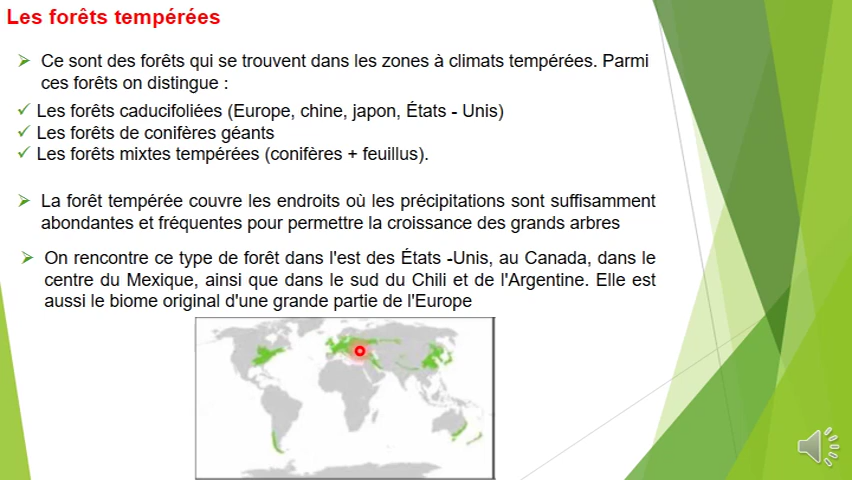 Les forêts tempérées
Ce sont des forêts qui se trouvent dans les zones à climats tempérées. Parmi
ces forêts on distingue :
Les forêts caducifoliées (Europe, chine, japon, États - Unis)
Les forêts de conifères géants
Les forêts mixtes tempérées (conifères + feuillus).
La forêt tempérée couvre les endroits où les précipitations sont suffisamment
abondantes et fréquentes pour permettre la croissance des grands arbres
On rencontre ce type de forêt dans l'est des États -Unis, au Canada, dans le
centre du Mexique, ainsi que dans le sud du Chili et de l'Argentine. Elle est
aussi le biome original d'une grande partie de l'Europe